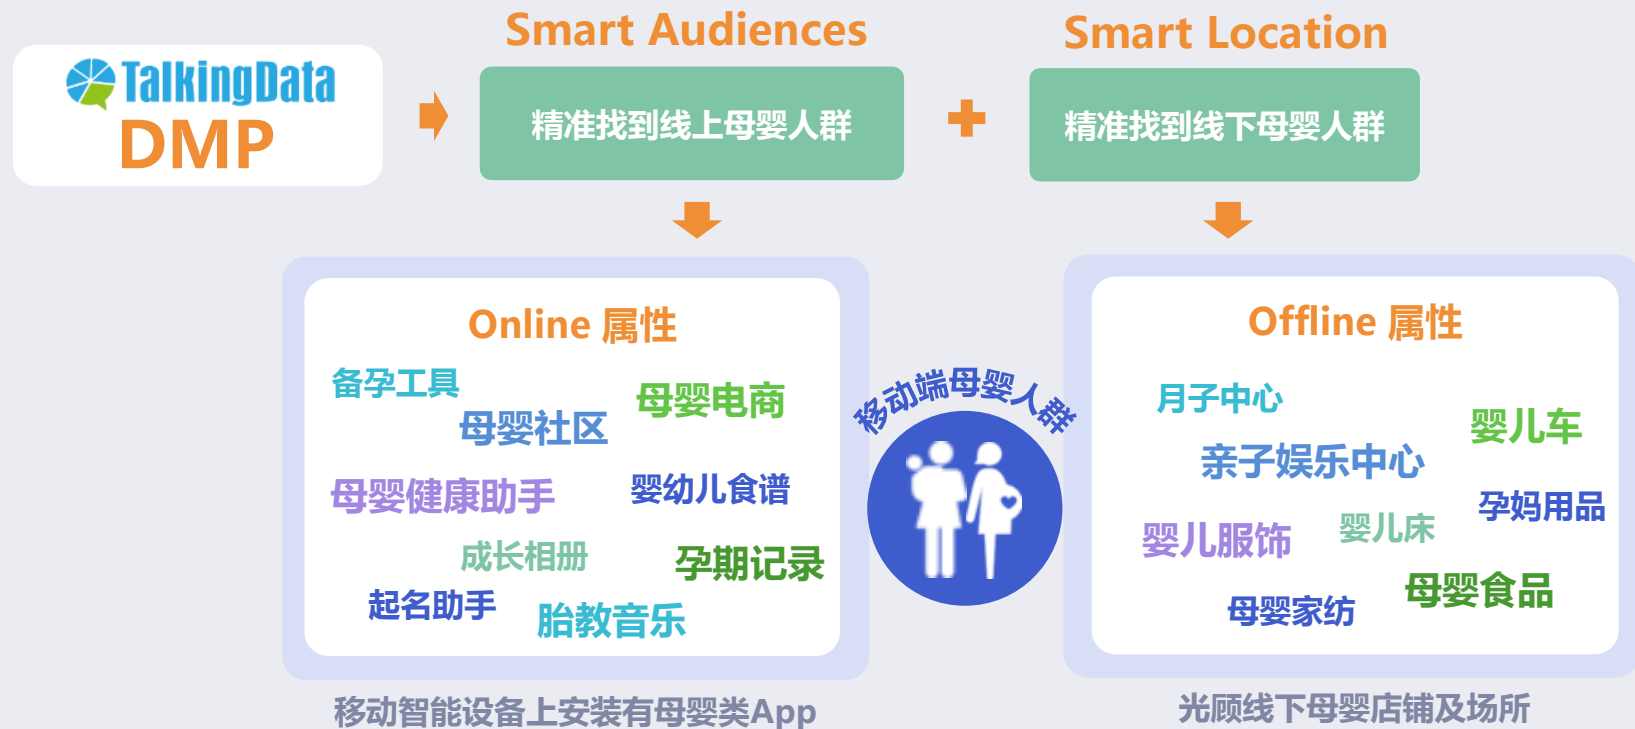 TalkingData
DMP
Smart Audiences
精准找到线上母婴人群
Smart Location
精准找到线下母婴人群
Online 属性
备孕工具
母婴电商
母婴社区
母婴健康助手
婴幼儿食谱
成长相册
孕期记录
起名助手
胎教音乐
移动智能设备上安装有母婴类App
移动端母婴人群
Offline 属性
月子中心
婴儿车
亲子娱乐中心
孕妈用品
婴儿服饰
婴儿床
母婴食品
母婴家纺
光顾线下母婴店铺及场所